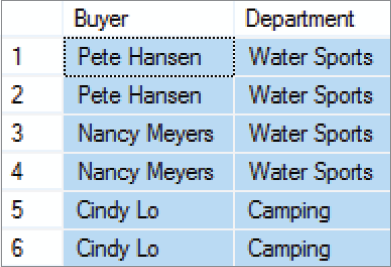 Buyer Department
1 Pete Hansen Water Sports
2 Pete Hansen Water Sports
3 Nancy Meyers Water Sports
4 Nancy Meyers Water Sports
5 Cindy Lo Camping
6 Cindy Lo Camping